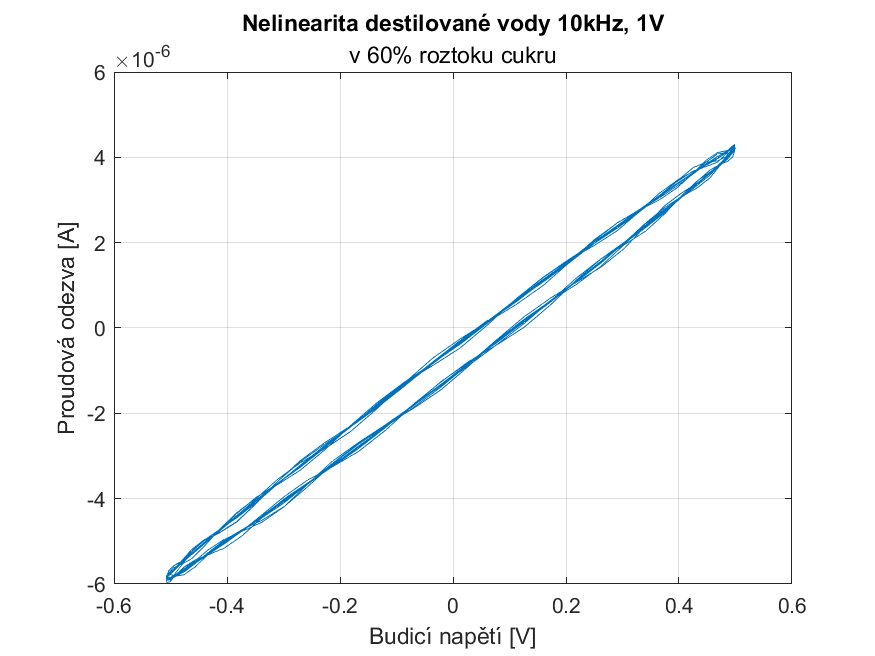 Nelinearita destilované vody 10kHz, 1V
v 60% roztoku cukru
×10-6
6
4
2
0
-2
-4
-6
-0.6 -0.4 -0.2 0 0.2 0.4 0.6
Proudová odezva [A]
Budicí napětí [V]